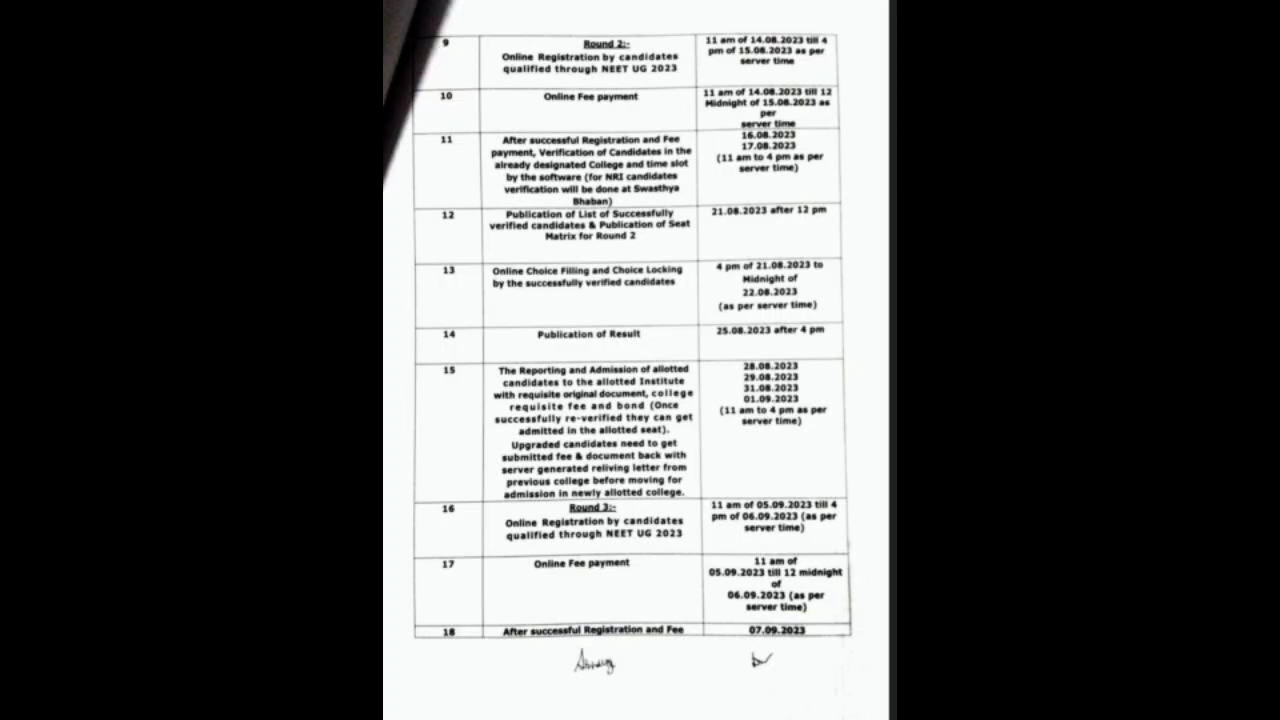 9
Round 2:-
Online Registration by candidates
qualified through NEET UG 2023
11 am of 14.08.2023 till 4
pm of 15.08.2023 as per
server time
10
Online Fee payment
11 am of 14.08.2023 till 12
Midnight of 15.08.2023 as
per
server time
11
After successful Registration and Fee
payment, Verification of Candidates in the
already designated College and time slot
by the software (for NRI candidates
verification will be done at Swasthya
Bhaban)
16.08.2023
17.08.2023
(11 am to 4 pm as per
server time)
12
Publication of List of Successfully
verified candidates & Publication of Seat
Matrix for Round 2
21.08.2023 after 12 pm
13
Online Choice Filling and Choice Locking
by the successfully verified candidates
4 pm of 21.08.2023 to
Midnight of
22.08.2023
(as per server time)
14
Publication of Result
25.08.2023 after 4 pm
15
The Reporting and Admission of allotted
candidates to the allotted Institute
with requisite original document, college
requisite fee and bond (Once
successfully re-verified they can get
admitted in the allotted seat).
Upgraded candidates need to get
submitted fee & document back with
server generated reliving letter from
previous college before moving for
admission in newly allotted college.
28.08.2023
29.08.2023
31.08.2023
01.09.2023
(11 am to 4 pm as per
server time)
16
Round 3:-
Online Registration by candidates
qualified through NEET UG 2023
11 am of 05.09.2023 till 4
pm of 06.09.2023 (as per
server time)
17
Online Fee payment
11 am of
05.09.2023 till 12 midnight
of
06.09.2023 (as per
server time)
18
After successful Registration and Fee
07.09.2023